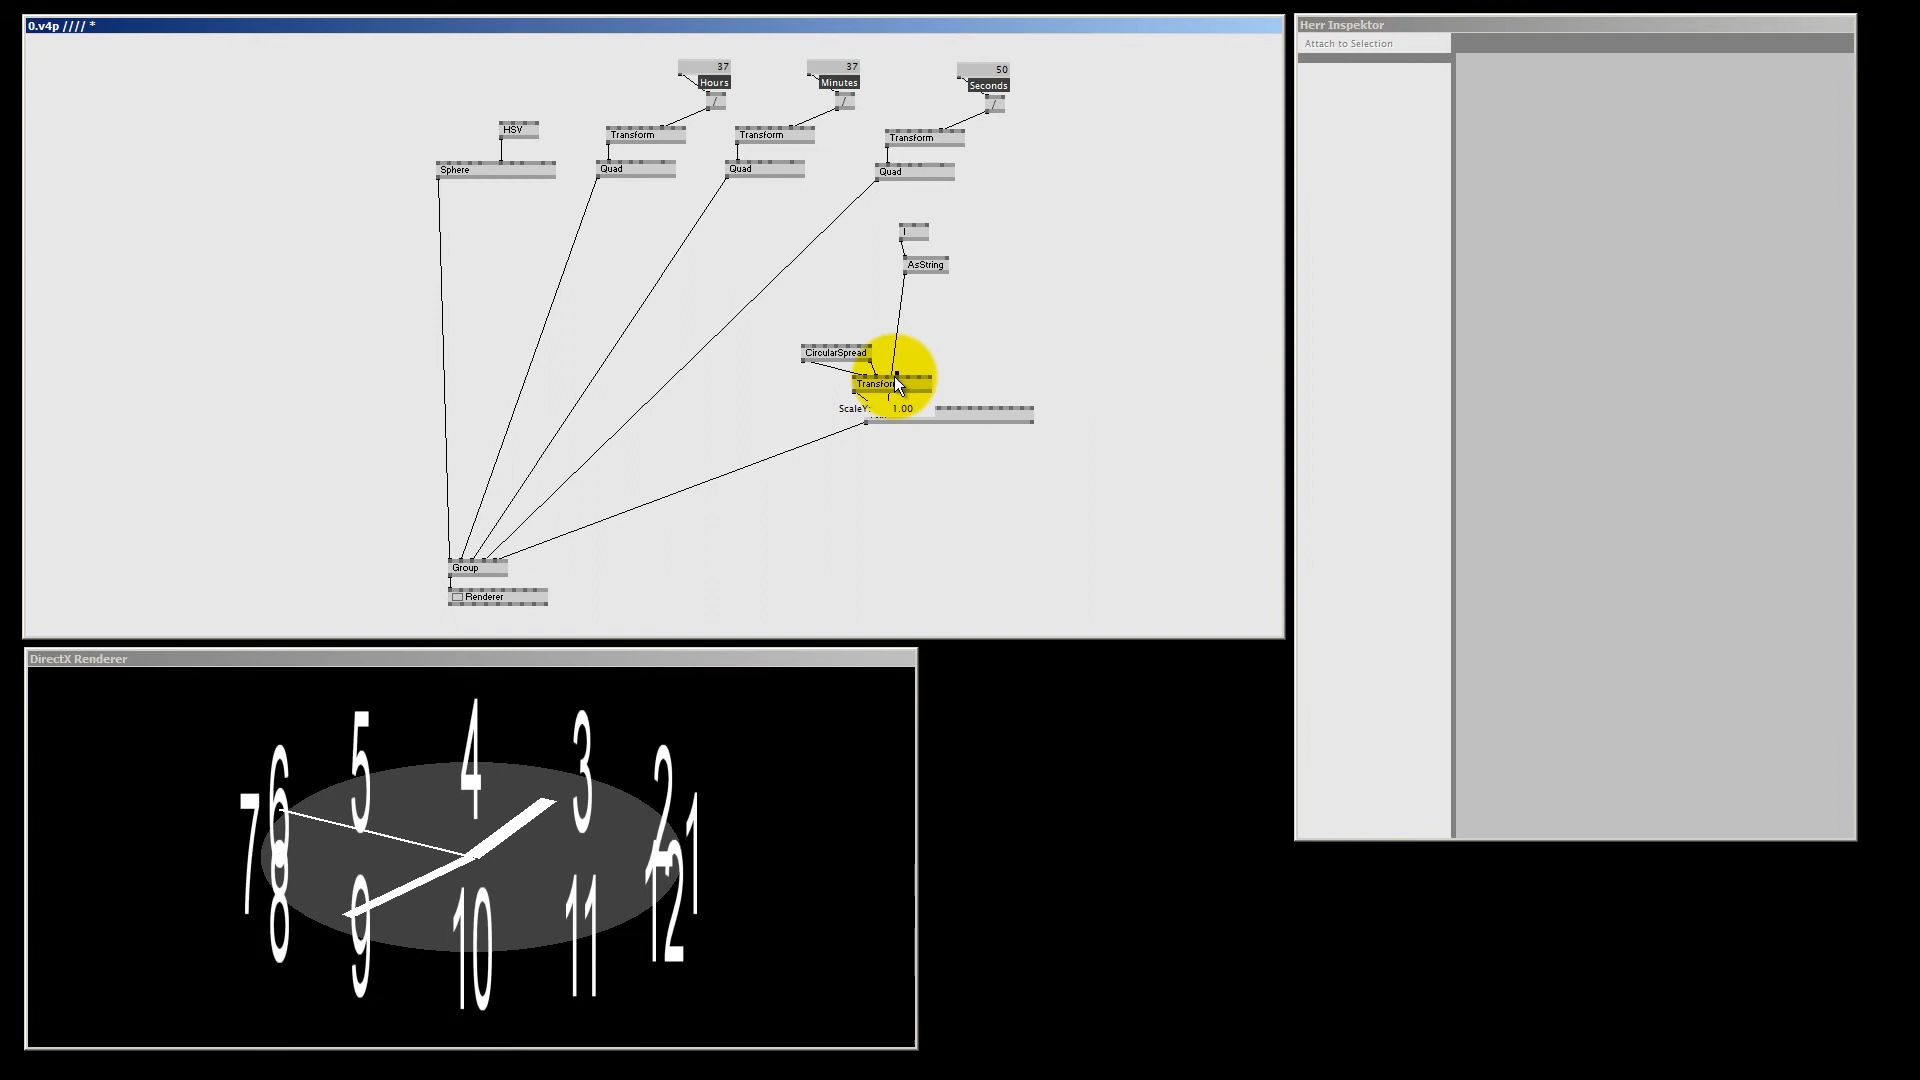 0.v4p //// *
Herr Inspektor
Attach to Selection
37
37
50
Hours
Minutes
Seconds
/
/
/
HSV
Transform
Transform
Transform
Sphere
Quad
Quad
Quad
I
AsString
CircularSpread
Transform
ScaleY: 1.00
Group
Renderer
DirectX Renderer
5
4
3
6
2
7
1
8
9
10
11
12